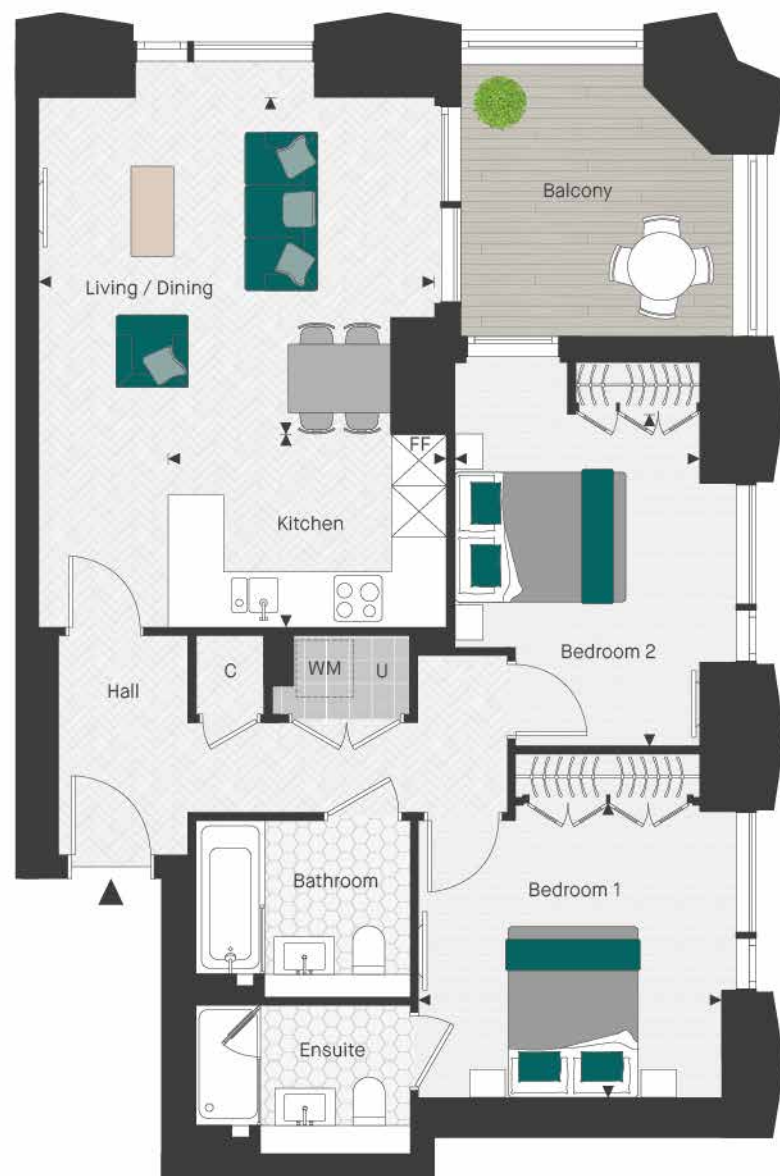 Balcony
Living / Dining
FF
Kitchen
Bedroom 2
C
WM
U
Hall
Bathroom
Bedroom 1
Ensuite